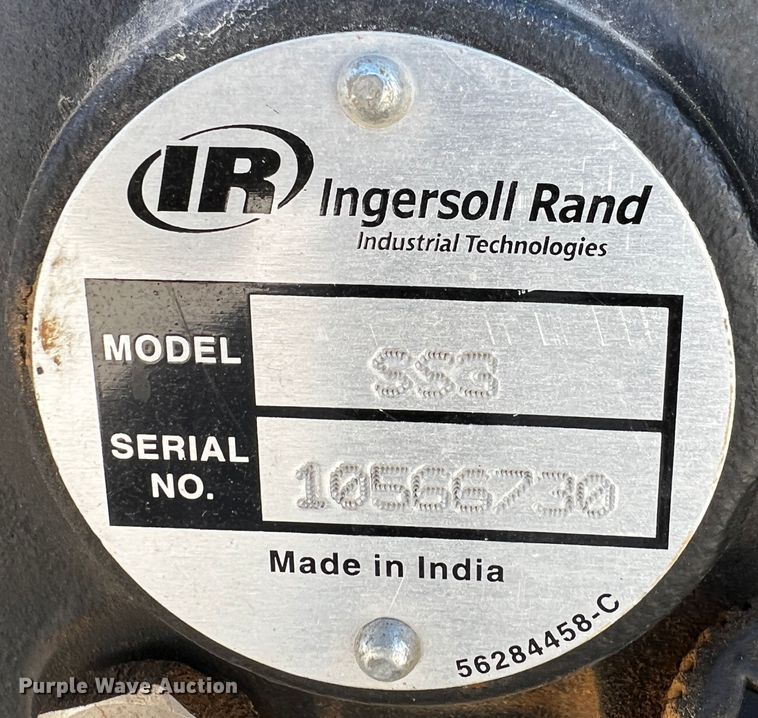 IR Ingersoll Rand
Industrial Technologies
MODEL SS3
SERIAL NO. 10566730
Made in India
56284458-C
Purple Wave Auction